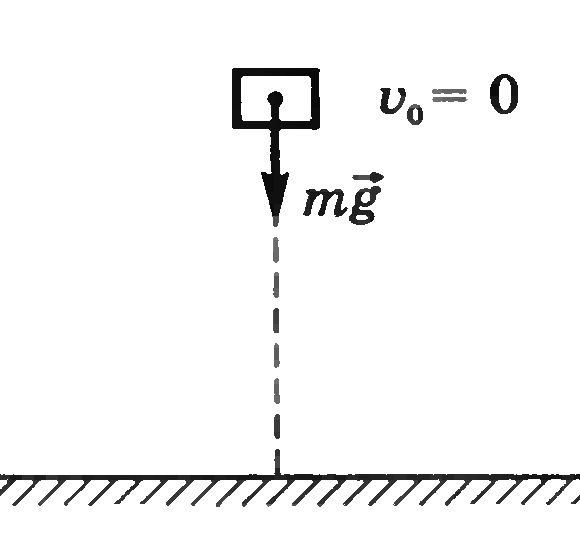 v₀ = 0
mg⃗